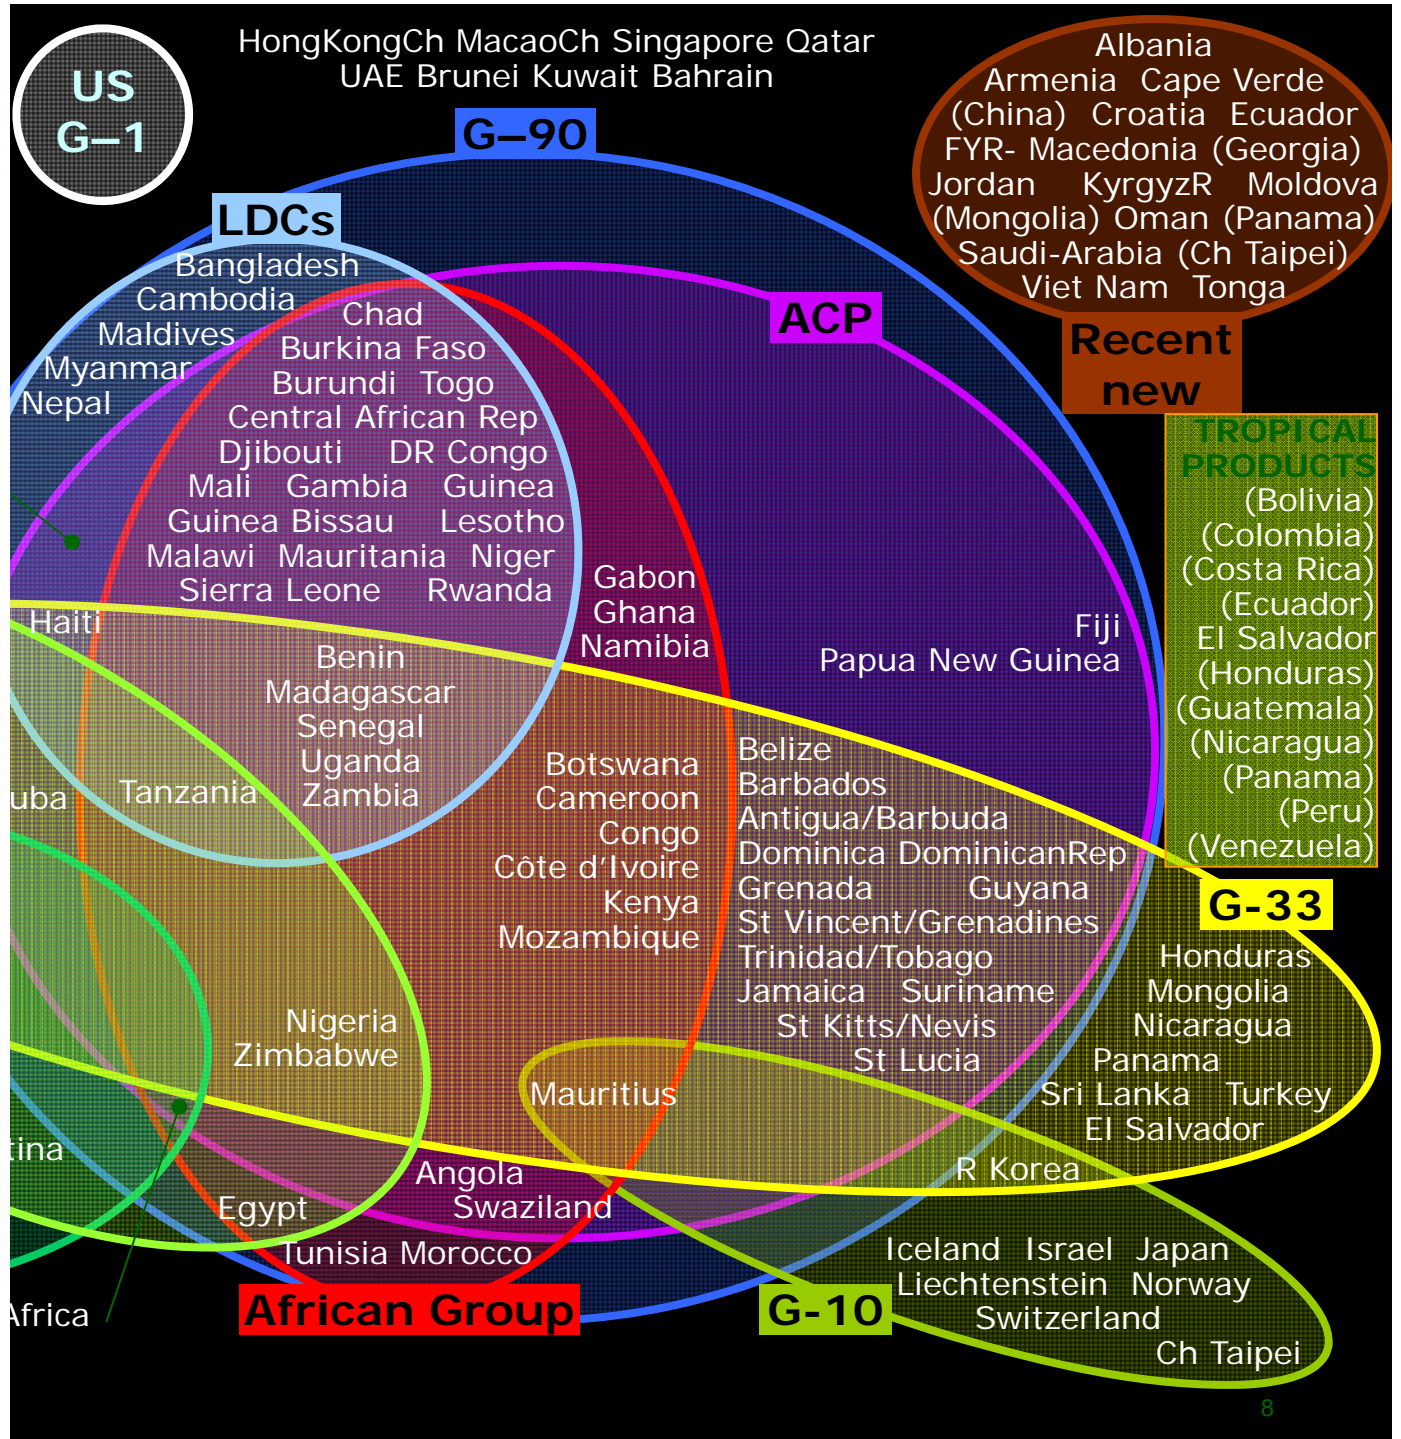 US
G–1
HongKongCh MacaoCh Singapore Qatar
UAE Brunei Kuwait Bahrain
G–90
Albania
Armenia Cape Verde
(China) Croatia Ecuador
FYR- Macedonia (Georgia)
Jordan KyrgyzR Moldova
(Mongolia) Oman (Panama)
Saudi-Arabia (Ch Taipei)
Viet Nam Tonga
Recent
new
LDCs
Bangladesh
Cambodia
Maldives
Myanmar
Nepal
ACP
Chad
Burkina Faso
Burundi Togo
Central African Rep
Djibouti DR Congo
Mali Gambia Guinea
Guinea Bissau Lesotho
Malawi Mauritania Niger
Sierra Leone Rwanda
TROPICAL
PRODUCTS
(Bolivia)
(Colombia)
(Costa Rica)
(Ecuador)
El Salvador
(Honduras)
(Guatemala)
(Nicaragua)
(Panama)
(Peru)
(Venezuela)
Gabon
Ghana
Namibia
Fiji
Papua New Guinea
Haiti
Benin
Madagascar
Senegal
Uganda
Zambia
uba
Tanzania
Botswana
Cameroon
Congo
Côte d'Ivoire
Kenya
Mozambique
Belize
Barbados
Antigua/Barbuda
Dominica DominicanRep
Grenada Guyana
St Vincent/Grenadines
Trinidad/Tobago
Jamaica Suriname
St Kitts/Nevis
St Lucia
G-33
Honduras
Mongolia
Nicaragua
Panama
Sri Lanka Turkey
El Salvador
Nigeria
Zimbabwe
Mauritius
tina
R Korea
Angola
Swaziland
Egypt
Tunisia Morocco
Iceland Israel Japan
Liechtenstein Norway
Switzerland
Ch Taipei
Africa
African Group
G-10
8